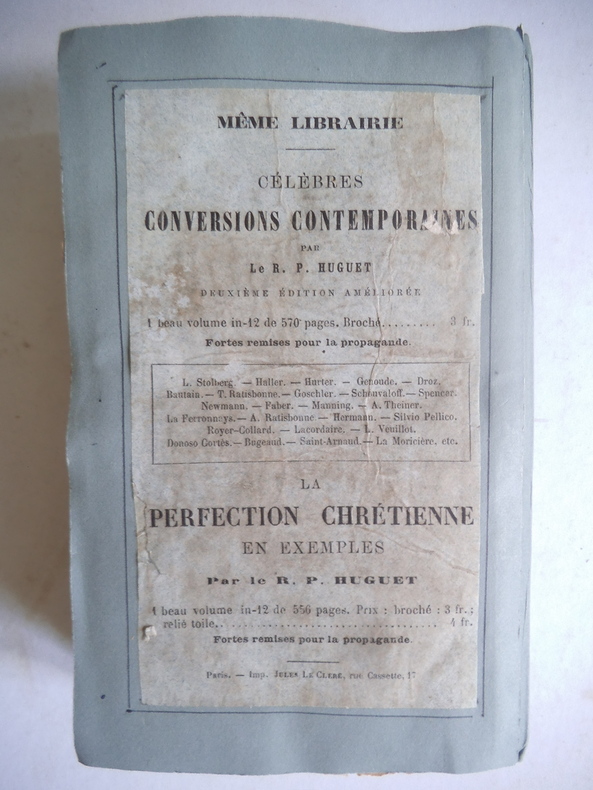 MÊME LIBRAIRIE
CÉLÈBRES
CONVERSIONS CONTEMPORAINES
PAR
Le R. P. HUGUET
DEUXIÈME ÉDITION AMÉLIORÉE
1 beau volume in-12 de 570 pages. Broché......... 3 fr.
Fortes remises pour la propagande.
L. Stolberg. — Haller. — Hurter. — Genoude. — Droz.
Bautain. — T. Ratisbonne. — Goschler. — Schouvaloff. — Spencer.
Newmann. — Faber. — Manning. — A. Theiner.
La Ferronnays. — A. Ratisbonne — Hermann. — Silvio Pellico.
Royer-Collard. — Lacordaire. — L. Veuillot.
Donoso Cortès. — Bugeaud. — Saint-Arnaud. — La Moricière, etc.
LA
PERFECTION CHRÉTIENNE
EN EXEMPLES
Par le R. P. HUGUET
1 beau volume in-12 de 556 pages. Prix : broché : 3 fr.;
relié toile.................................. 4 fr.
Fortes remises pour la propagande.
Paris. — Imp. JULES LE CLERE, rue Cassette, 17